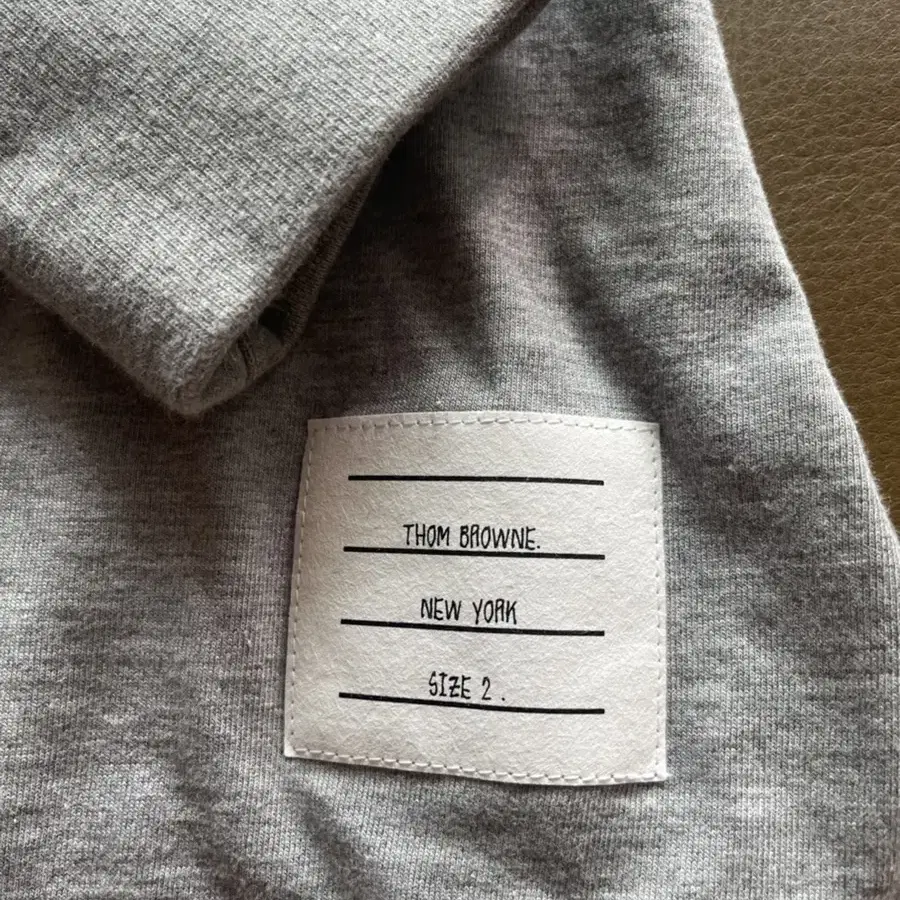 THOM BROWNE.
NEW YORK
SIZE 2 .